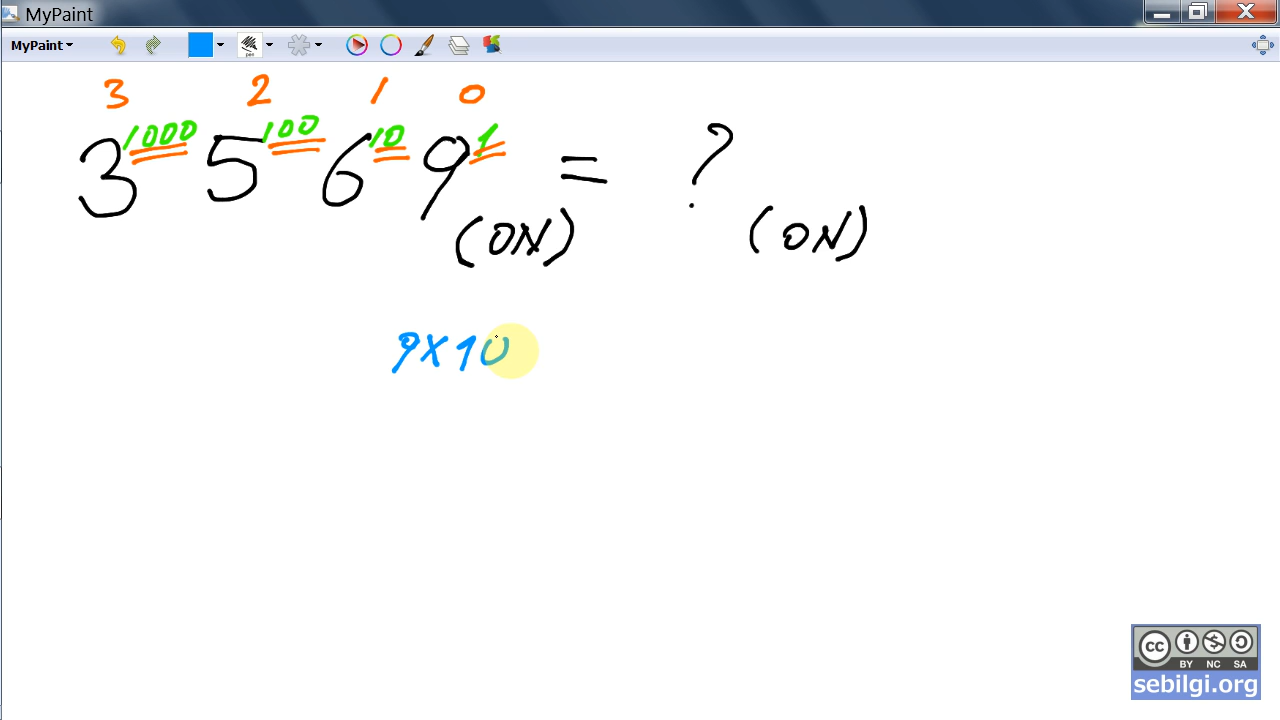 MyPaint
MyPaint
3 2 1 0
1000 100 10 1
3 5 6 9 = ?
(ON) (ON)
9X10
cc
BY NC SA
sebilgi.org